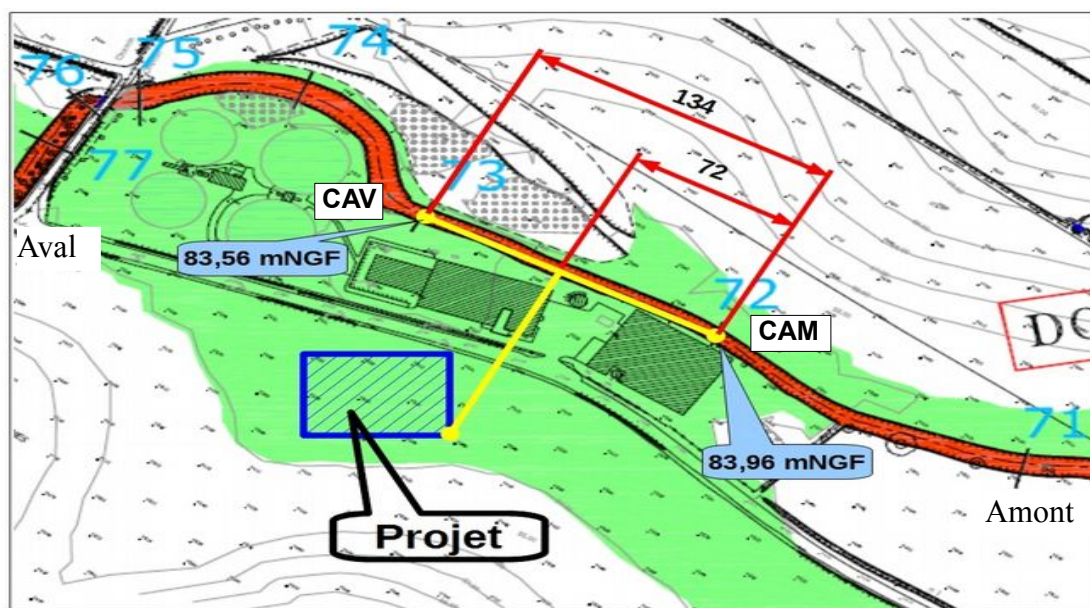 74
75
76
134
72
73
77
CAV
Aval
83,56 mNGF
72
CAM
DO
71
83,96 mNGF
Amont
Projet